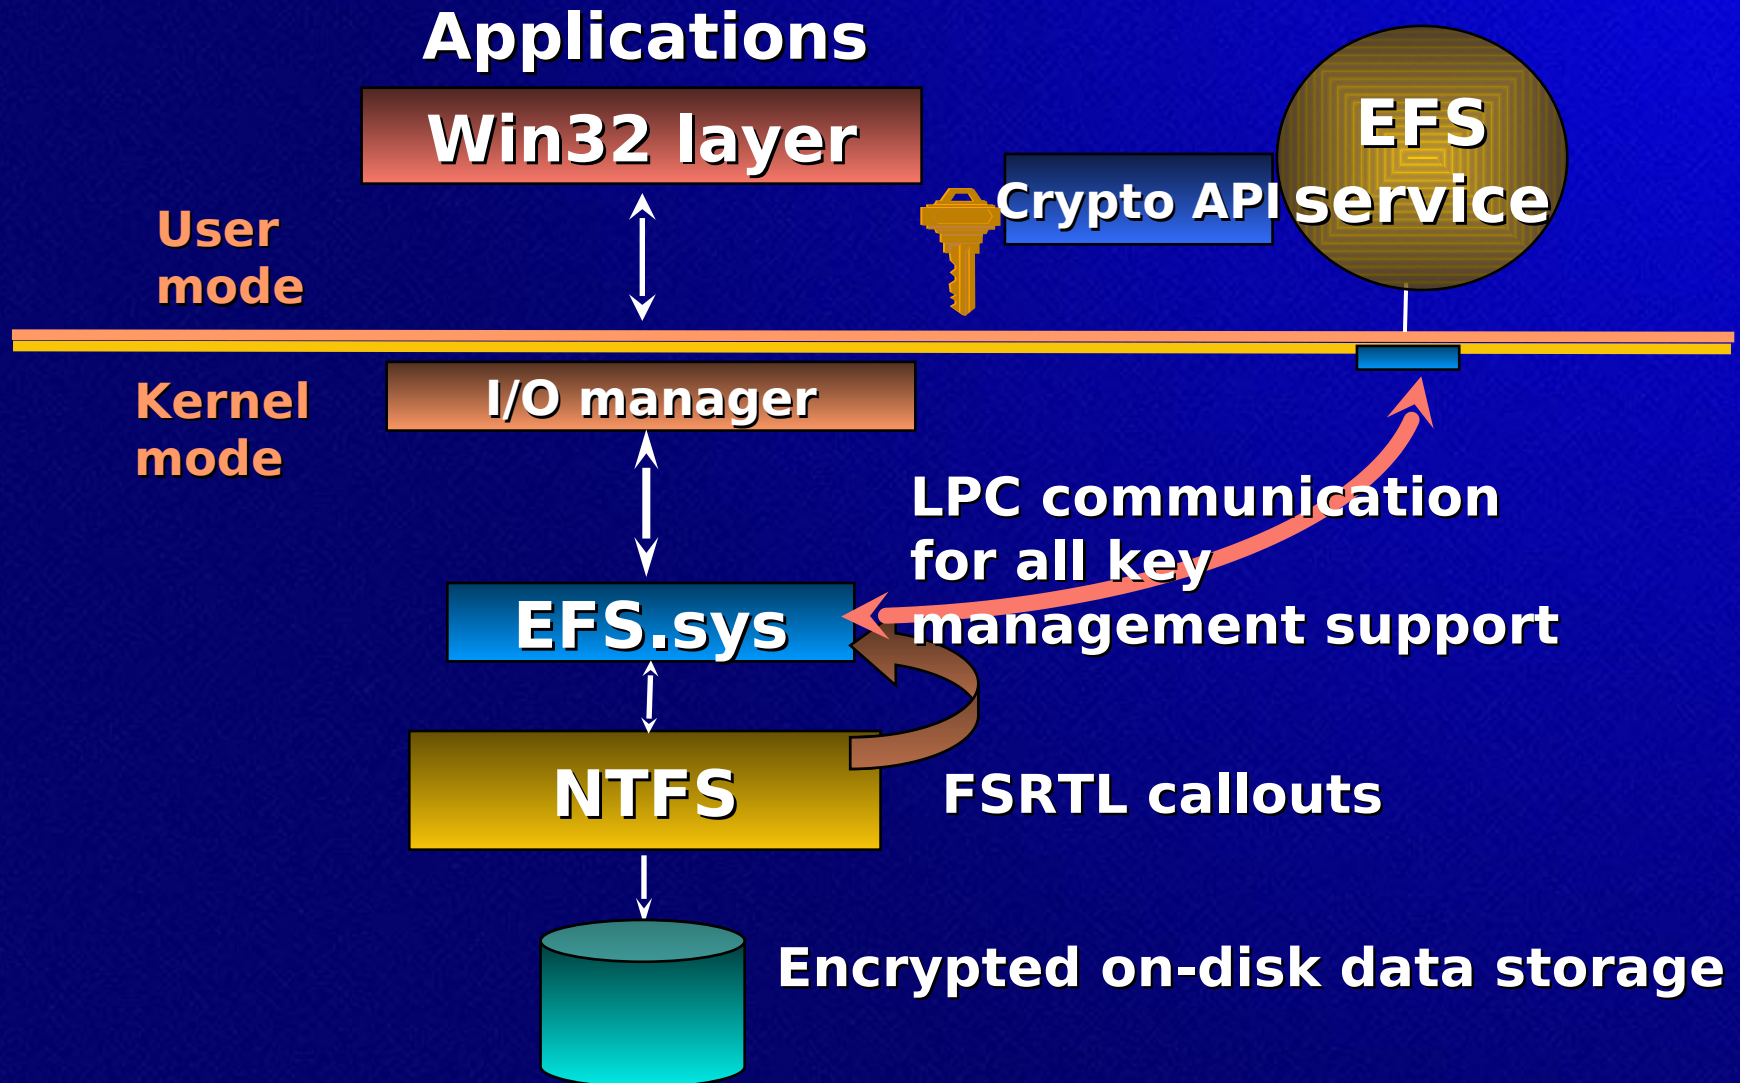 Applications
Win32 layer
Crypto API
EFS
service
User
mode
Kernel
mode
I/O manager
LPC communication
for all key
management support
EFS.sys
NTFS
FSRTL callouts
Encrypted on-disk data storage